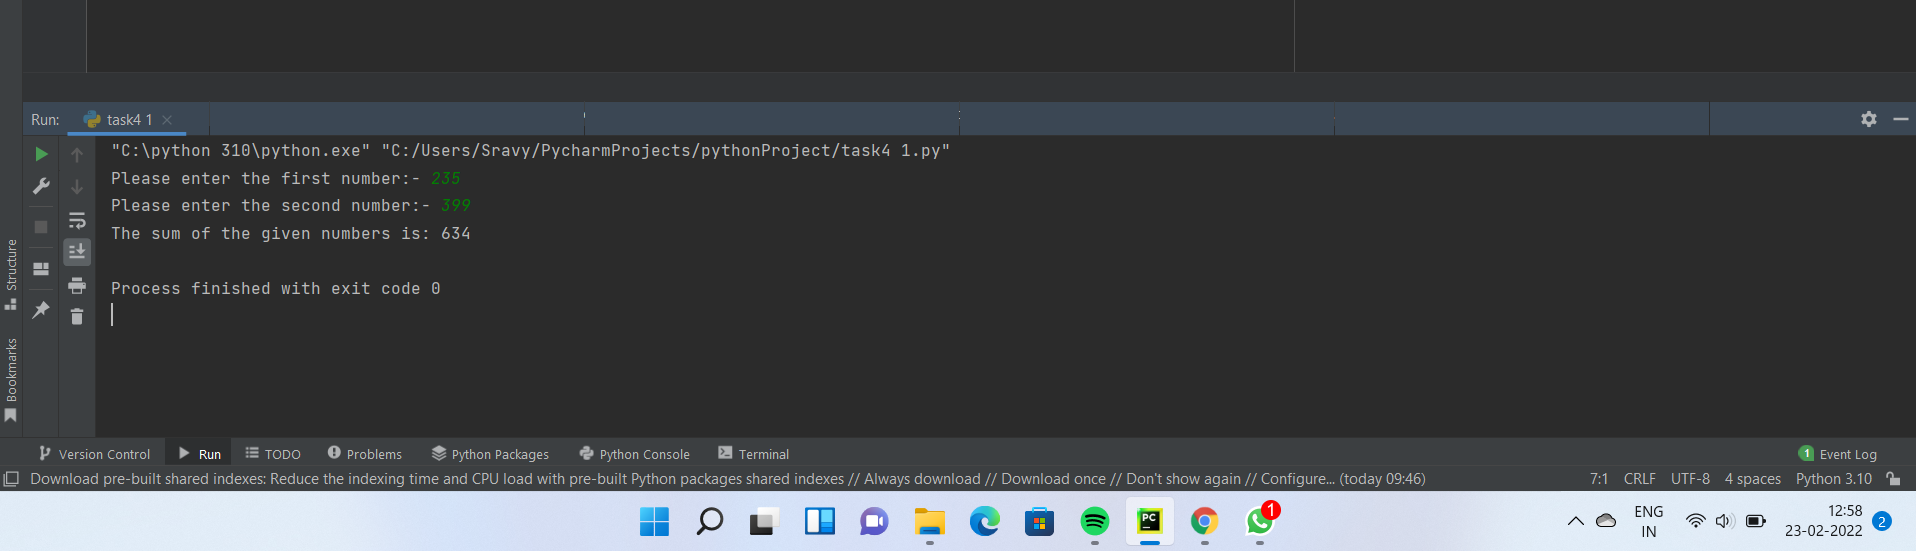 Run: task4 1
"C:\python 310\python.exe" "C:/Users/Sravy/PycharmProjects/pythonProject/task4 1.py"
Please enter the first number:- 235
Please enter the second number:- 399
The sum of the given numbers is: 634
Process finished with exit code 0
Structure
Bookmarks
Version Control Run TODO Problems Python Packages Python Console Terminal 1 Event Log
Download pre-built shared indexes: Reduce the indexing time and CPU load with pre-built Python packages shared indexes // Always download // Download once // Don't show again // Configure... (today 09:46) 7:1 CRLF UTF-8 4 spaces Python 3.10
PC 1 ENG 12:58
IN 23-02-2022 2